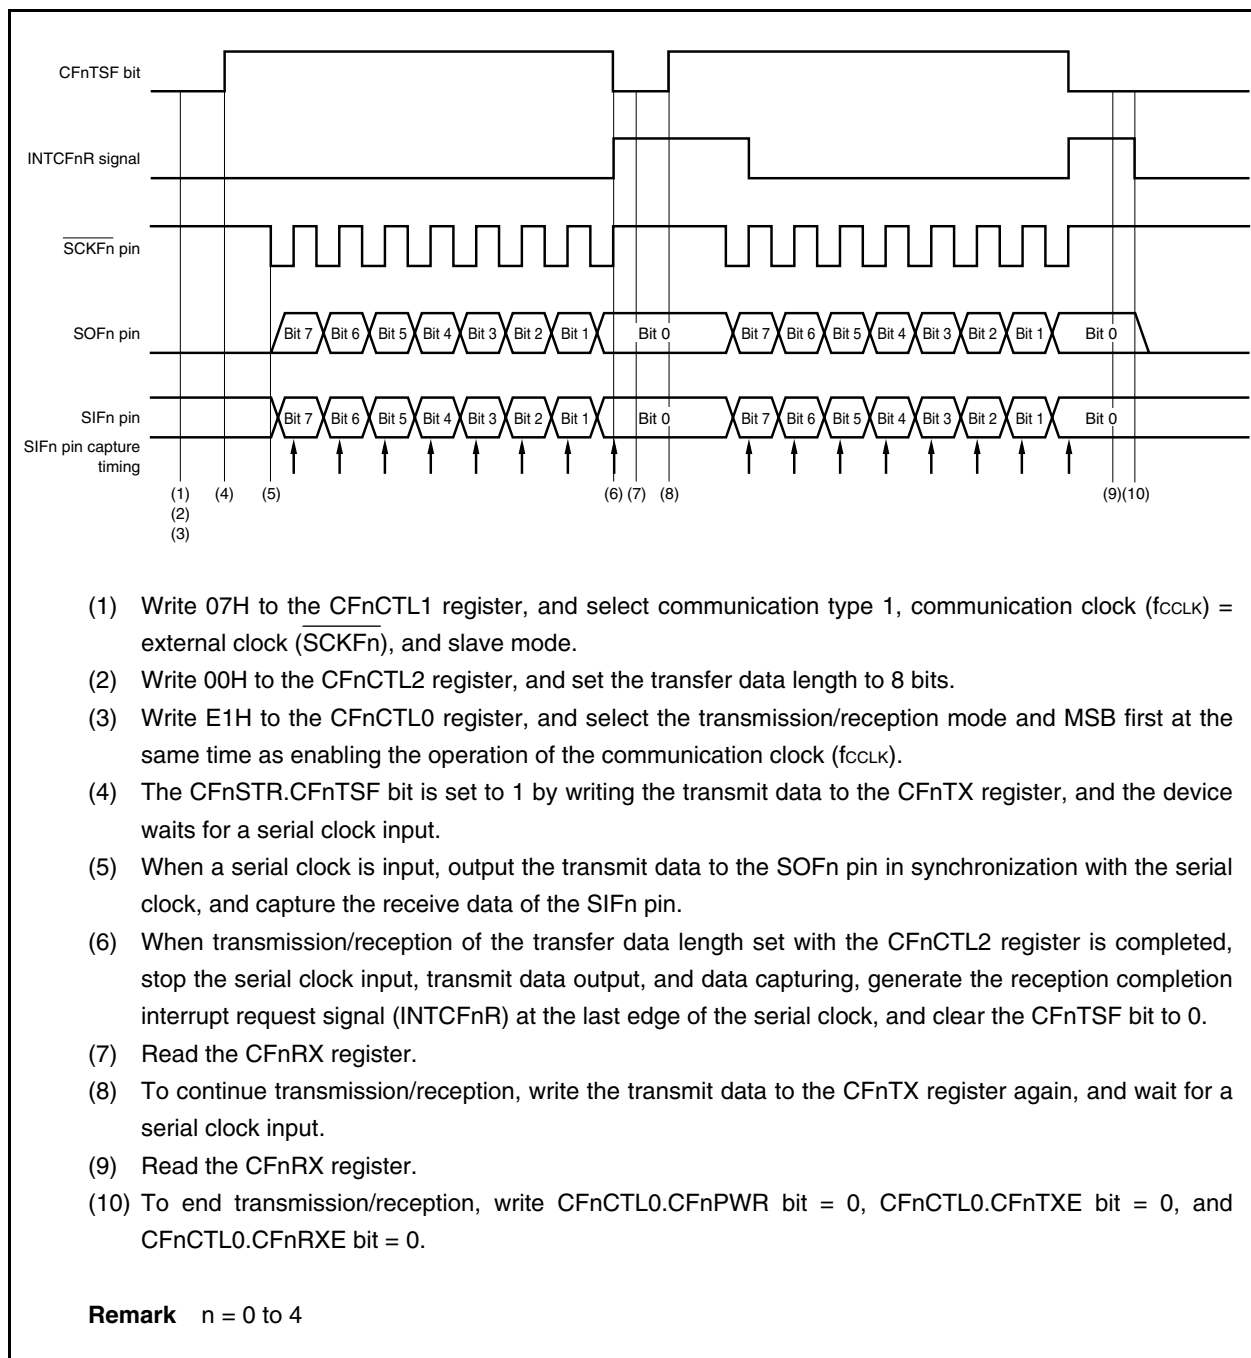 CFnTSF bit
INTCFnR signal
SCKFn pin
SOFn pin
Bit 7 Bit 6 Bit 5 Bit 4 Bit 3 Bit 2 Bit 1 Bit 0 Bit 7 Bit 6 Bit 5 Bit 4 Bit 3 Bit 2 Bit 1 Bit 0
SIFn pin
Bit 7 Bit 6 Bit 5 Bit 4 Bit 3 Bit 2 Bit 1 Bit 0 Bit 7 Bit 6 Bit 5 Bit 4 Bit 3 Bit 2 Bit 1 Bit 0
SIFn pin capture
timing
(1) (4) (5) (6) (7) (8) (9) (10)
(2)
(3)
(1) Write 07H to the CFnCTL1 register, and select communication type 1, communication clock (fCCLK) =
external clock (SCKFn), and slave mode.
(2) Write 00H to the CFnCTL2 register, and set the transfer data length to 8 bits.
(3) Write E1H to the CFnCTL0 register, and select the transmission/reception mode and MSB first at the
same time as enabling the operation of the communication clock (fCCLK).
(4) The CFnSTR.CFnTSF bit is set to 1 by writing the transmit data to the CFnTX register, and the device
waits for a serial clock input.
(5) When a serial clock is input, output the transmit data to the SOFn pin in synchronization with the serial
clock, and capture the receive data of the SIFn pin.
(6) When transmission/reception of the transfer data length set with the CFnCTL2 register is completed,
stop the serial clock input, transmit data output, and data capturing, generate the reception completion
interrupt request signal (INTCFnR) at the last edge of the serial clock, and clear the CFnTSF bit to 0.
(7) Read the CFnRX register.
(8) To continue transmission/reception, write the transmit data to the CFnTX register again, and wait for a
serial clock input.
(9) Read the CFnRX register.
(10) To end transmission/reception, write CFnCTL0.CFnPWR bit = 0, CFnCTL0.CFnTXE bit = 0, and
CFnCTL0.CFnRXE bit = 0.
Remark n = 0 to 4